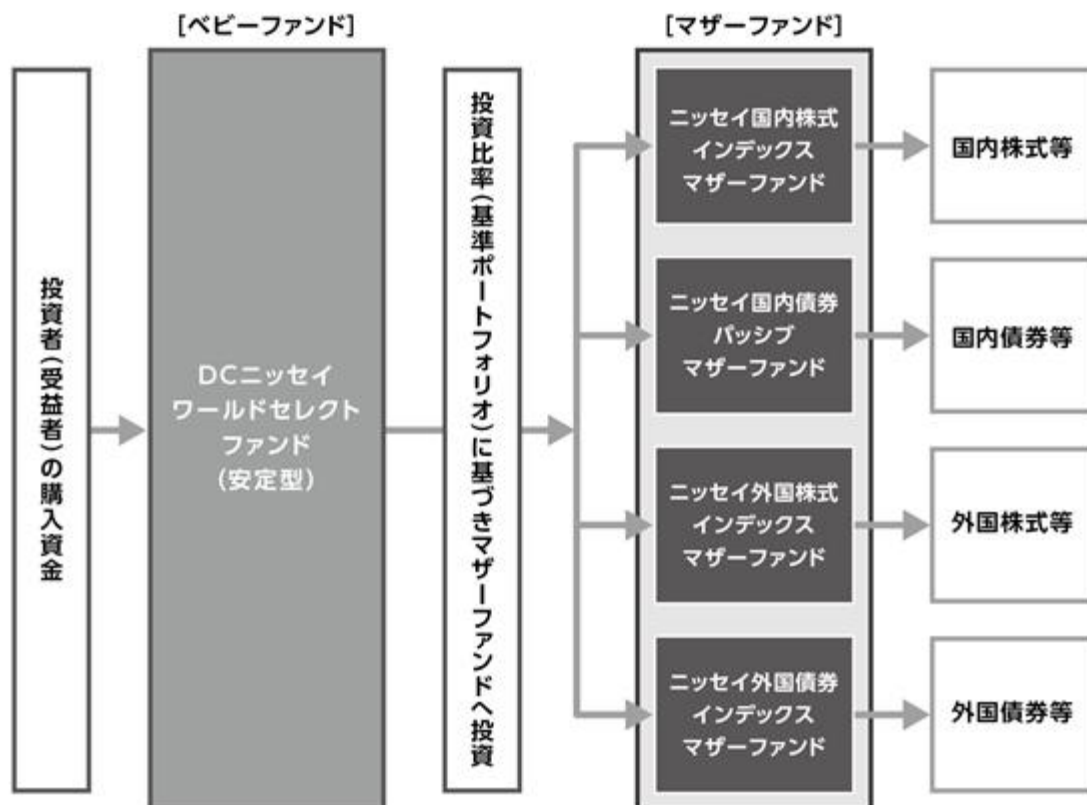 [ベビーファンド]
[マザーファンド]
投資者(受益者)の購入資金
DCニッセイ
ワールドセレクト
ファンド
(安定型)
投資比率(基準ポートフォリオ)に基づきマザーファンドへ投資
ニッセイ国内株式
インデックス
マザーファンド
国内株式等
ニッセイ国内債券
パッシブ
マザーファンド
国内債券等
ニッセイ外国株式
インデックス
マザーファンド
外国株式等
ニッセイ外国債券
インデックス
マザーファンド
外国債券等